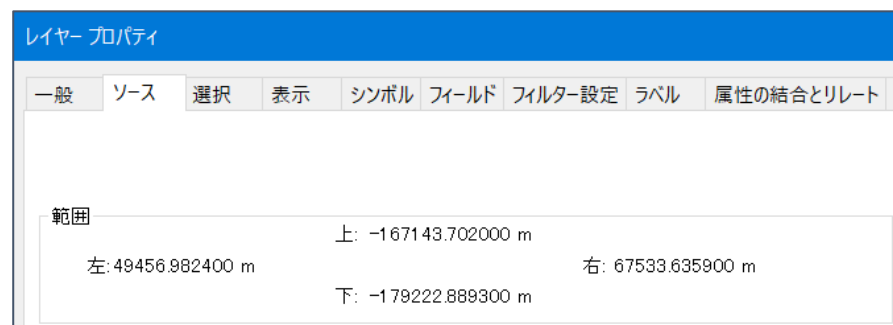 レイヤー プロパティ
一般 ソース 選択 表示 シンボル フィールド フィルター設定 ラベル 属性の結合とリレート
範囲
上: -167143.702000 m
左: 49456.982400 m 右: 67533.635900 m
下: -179222.889300 m